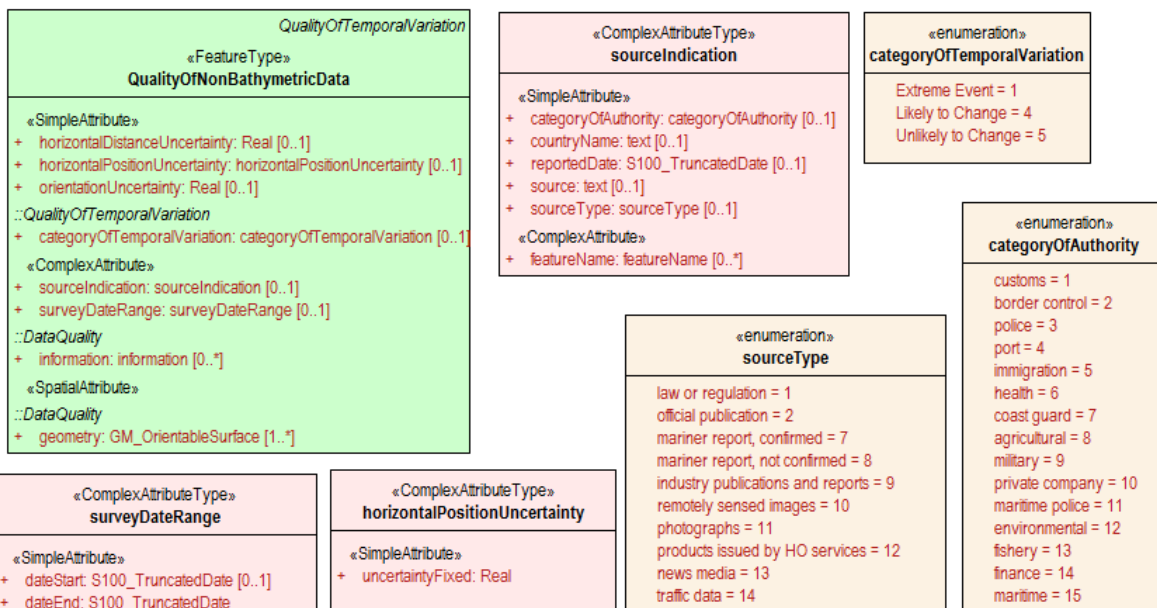 QualityOfTemporalVariation
«FeatureType»
QualityOfNonBathymetricData
«SimpleAttribute»
+ horizontalDistanceUncertainty: Real [0..1]
+ horizontalPositionUncertainty: horizontalPositionUncertainty [0..1]
+ orientationUncertainty: Real [0..1]
::QualityOfTemporalVariation
+ categoryOfTemporalVariation: categoryOfTemporalVariation [0..1]
«ComplexAttribute»
+ sourceIndication: sourceIndication [0..1]
+ surveyDateRange: surveyDateRange [0..1]
::DataQuality
+ information: information [0..*]
«SpatialAttribute»
::DataQuality
+ geometry: GM_OrientableSurface [1..*]
«ComplexAttributeType»
sourceIndication
«SimpleAttribute»
+ categoryOfAuthority: categoryOfAuthority [0..1]
+ countryName: text [0..1]
+ reportedDate: S100_TruncatedDate [0..1]
+ source: text [0..1]
+ sourceType: sourceType [0..1]
«ComplexAttribute»
+ featureName: featureName [0..*]
«enumeration»
categoryOfTemporalVariation
Extreme Event = 1
Likely to Change = 4
Unlikely to Change = 5
«enumeration»
categoryOfAuthority
customs = 1
border control = 2
police = 3
port = 4
immigration = 5
health = 6
coast guard = 7
agricultural = 8
military = 9
private company = 10
maritime police = 11
environmental = 12
fishery = 13
finance = 14
maritime = 15
«enumeration»
sourceType
law or regulation = 1
official publication = 2
mariner report, confirmed = 7
mariner report, not confirmed = 8
industry publications and reports = 9
remotely sensed images = 10
photographs = 11
products issued by HO services = 12
news media = 13
traffic data = 14
«ComplexAttributeType»
surveyDateRange
«SimpleAttribute»
+ dateStart: S100_TruncatedDate [0..1]
+ dateEnd: S100_TruncatedDate
«ComplexAttributeType»
horizontalPositionUncertainty
«SimpleAttribute»
+ uncertaintyFixed: Real